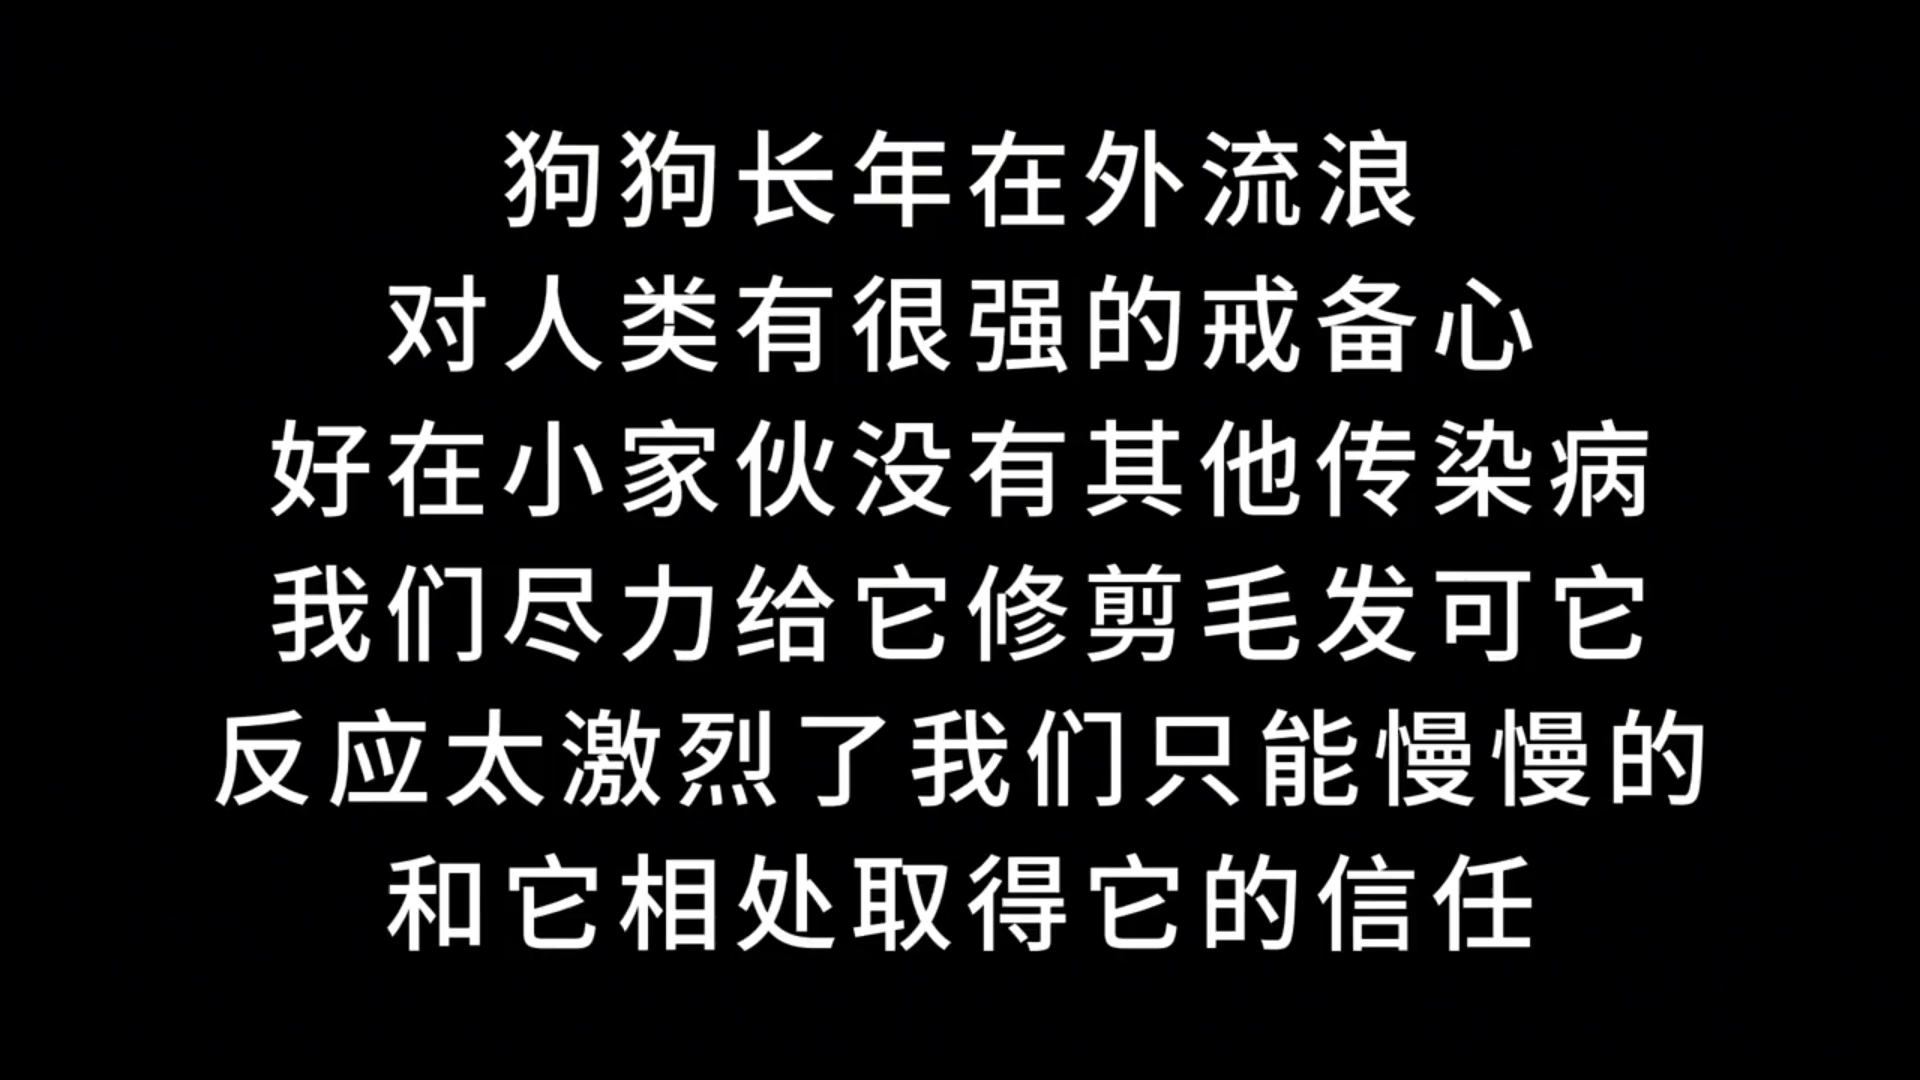 狗狗长年在外流浪
对人类有很强的戒备心
好在小家伙没有其他传染病
我们尽力给它修剪毛发可它
反应太激烈了我们只能慢慢的
和它相处取得它的信任